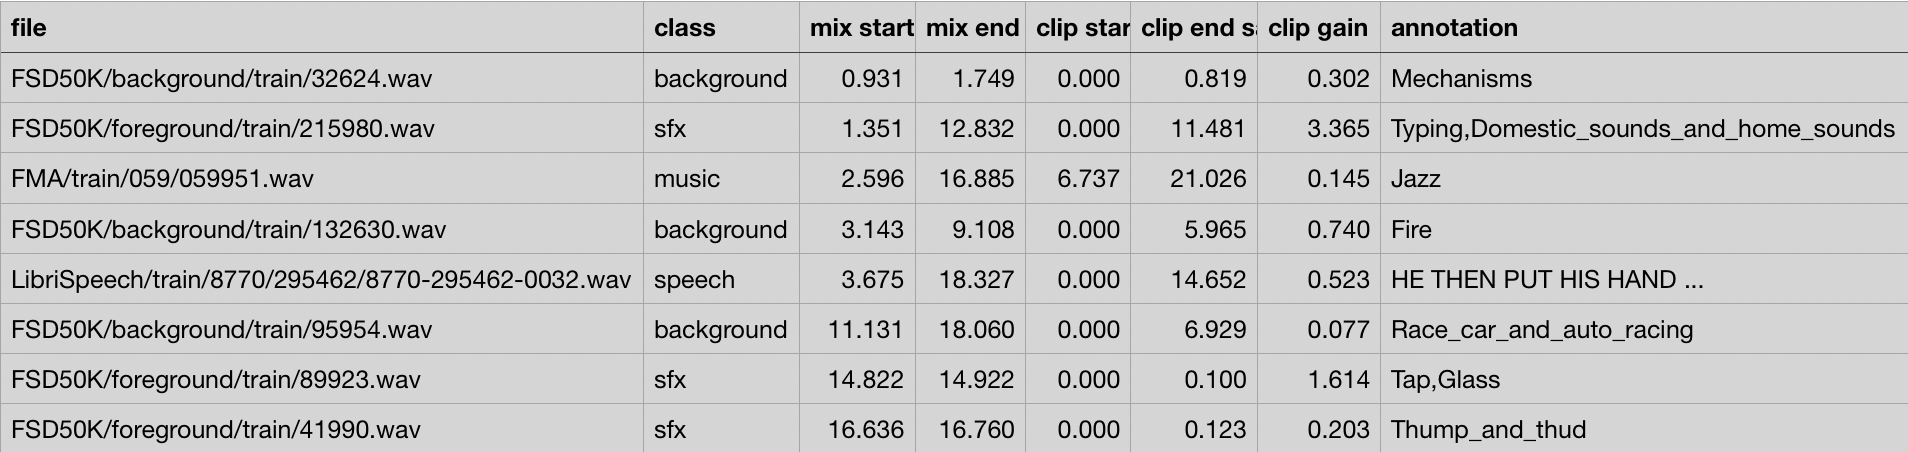 file class mix start mix end clip star clip end sa clip gain annotation
FSD50K/background/train/32624.wav background 0.931 1.749 0.000 0.819 0.302 Mechanisms
FSD50K/foreground/train/215980.wav sfx 1.351 12.832 0.000 11.481 3.365 Typing,Domestic_sounds_and_home_sounds
FMA/train/059/059951.wav music 2.596 16.885 6.737 21.026 0.145 Jazz
FSD50K/background/train/132630.wav background 3.143 9.108 0.000 5.965 0.740 Fire
LibriSpeech/train/8770/295462/8770-295462-0032.wav speech 3.675 18.327 0.000 14.652 0.523 HE THEN PUT HIS HAND ...
FSD50K/background/train/95954.wav background 11.131 18.060 0.000 6.929 0.077 Race_car_and_auto_racing
FSD50K/foreground/train/89923.wav sfx 14.822 14.922 0.000 0.100 1.614 Tap,Glass
FSD50K/foreground/train/41990.wav sfx 16.636 16.760 0.000 0.123 0.203 Thump_and_thud